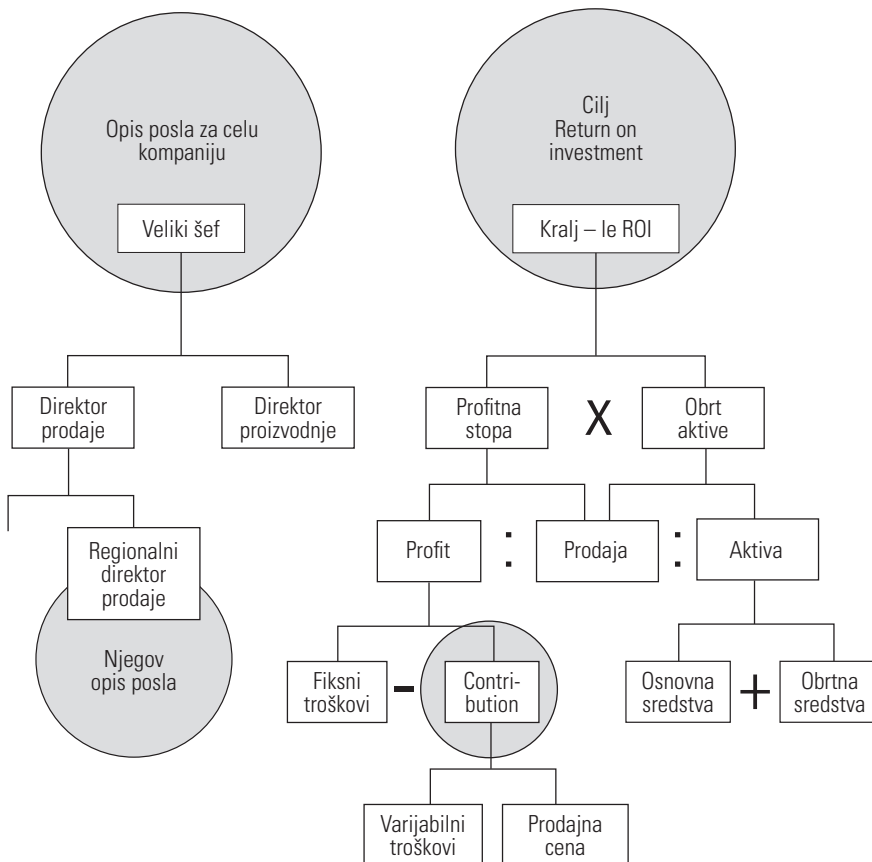 Opis posla za celu
kompaniju
Veliki šef
Cilj
Return on
investment
Kralj – le ROI
Direktor
prodaje
Direktor
proizvodnje
Profitna
stopa
X
Obrt
aktive
Regionalni
direktor
prodaje
Njegov
opis posla
Profit
:
Prodaja
:
Aktiva
Fiksni
troškovi
-
Contri-
bution
Osnovna
sredstva
+
Obrtna
sredstva
Varijabilni
troškovi
Prodajna
cena